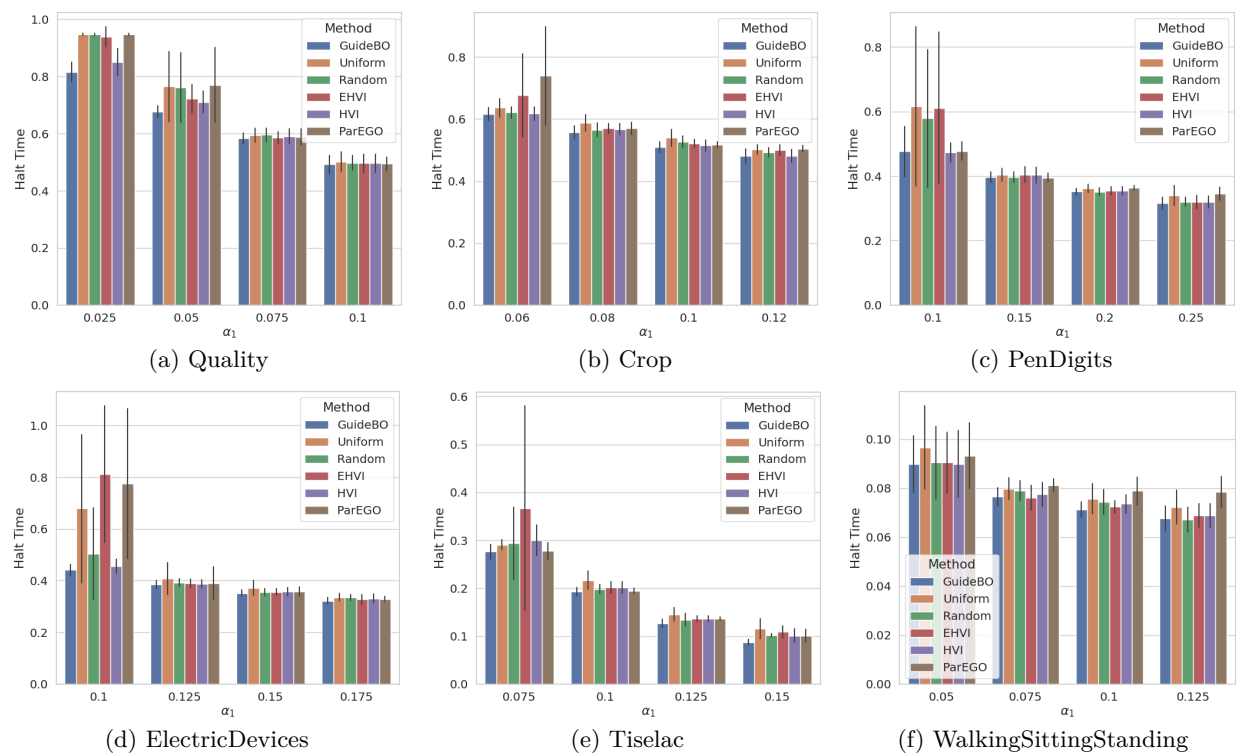 Halt Time
1.0
0.8
0.6
0.4
0.2
0.0
0.025 0.05 0.075 0.1
α1
Method
GuideBO
Uniform
Random
EHVI
HVI
ParEGO
(a) Quality
Halt Time
0.8
0.6
0.4
0.2
0.0
0.06 0.08 0.1 0.12
α1
Method
GuideBO
Uniform
Random
EHVI
HVI
ParEGO
(b) Crop
Halt Time
0.8
0.6
0.4
0.2
0.0
0.1 0.15 0.2 0.25
α1
Method
GuideBO
Uniform
Random
EHVI
HVI
ParEGO
(c) PenDigits
Halt Time
1.0
0.8
0.6
0.4
0.2
0.0
0.1 0.125 0.15 0.175
α1
Method
GuideBO
Uniform
Random
EHVI
HVI
ParEGO
(d) ElectricDevices
Halt Time
0.6
0.5
0.4
0.3
0.2
0.1
0.0
0.075 0.1 0.125 0.15
α1
Method
GuideBO
Uniform
Random
EHVI
HVI
ParEGO
(e) Tiselac
Halt Time
0.10
0.08
0.06
0.04
0.02
0.00
0.05 0.075 0.1 0.125
α1
Method
GuideBO
Uniform
Random
EHVI
HVI
ParEGO
(f) WalkingSittingStanding